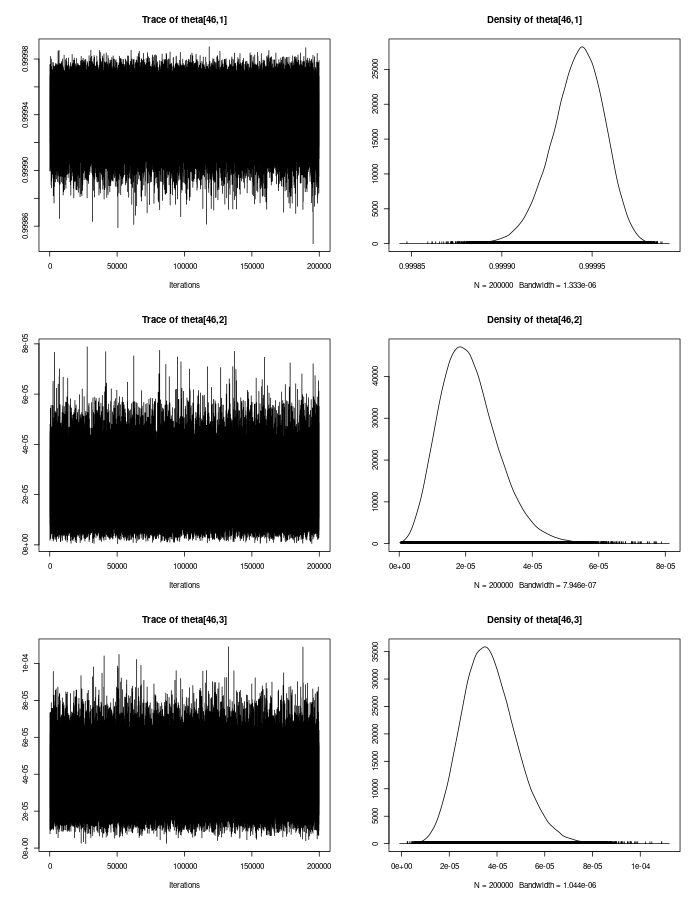 Trace of theta[46,1]
0.99986 0.99990 0.99994 0.99998
0 50000 100000 150000 200000
Iterations
Density of theta[46,1]
0 5000 10000 15000 20000 25000
0.99985 0.99990 0.99995
N = 200000 Bandwidth = 1.333e-06
Trace of theta[46,2]
0e+00 2e-05 4e-05 6e-05 8e-05
0 50000 100000 150000 200000
Iterations
Density of theta[46,2]
0 10000 20000 30000 40000
0e+00 2e-05 4e-05 6e-05 8e-05
N = 200000 Bandwidth = 7.946e-07
Trace of theta[46,3]
0e+00 2e-05 4e-05 6e-05 8e-05 1e-04
0 50000 100000 150000 200000
Iterations
Density of theta[46,3]
0 5000 10000 15000 20000 25000 30000 35000
0e+00 2e-05 4e-05 6e-05 8e-05 1e-04
N = 200000 Bandwidth = 1.044e-06